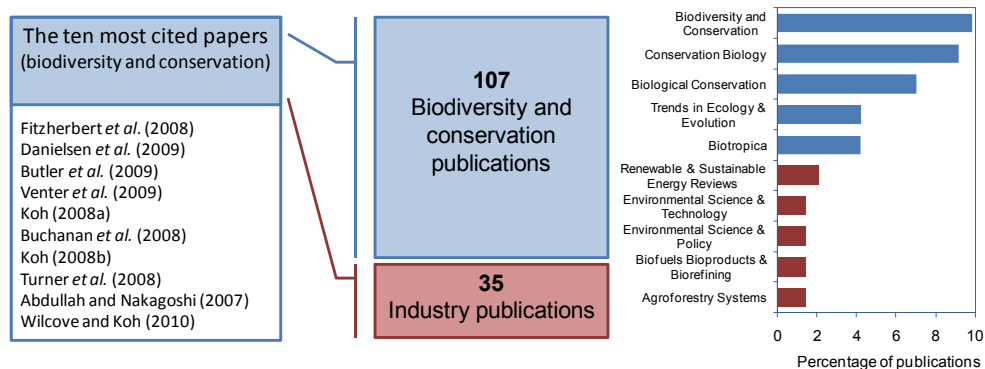 The ten most cited papers
(biodiversity and conservation)
Fitzherbert et al. (2008)
Danielsen et al. (2009)
Butler et al. (2009)
Venter et al. (2009)
Koh (2008a)
Buchanan et al. (2008)
Koh (2008b)
Turner et al. (2008)
Abdullah and Nakagoshi (2007)
Wilcove and Koh (2010)
107
Biodiversity and
conservation
publications
35
Industry publications
Biodiversity and
Conservation
Conservation Biology
Biological Conservation
Trends in Ecology &
Evolution
Biotropica
Renewable & Sustainable
Energy Reviews
Environmental Science &
Technology
Environmental Science &
Policy
Biofuels Bioproducts &
Biorefining
Agroforestry Systems
0 2 4 6 8 10
Percentage of publications